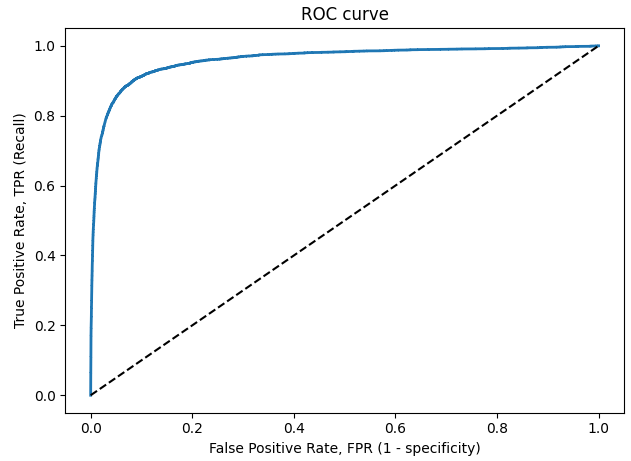 ROC curve
1.0
0.8
0.6
0.4
0.2
0.0
True Positive Rate, TPR (Recall)
0.0 0.2 0.4 0.6 0.8 1.0
False Positive Rate, FPR (1 - specificity)